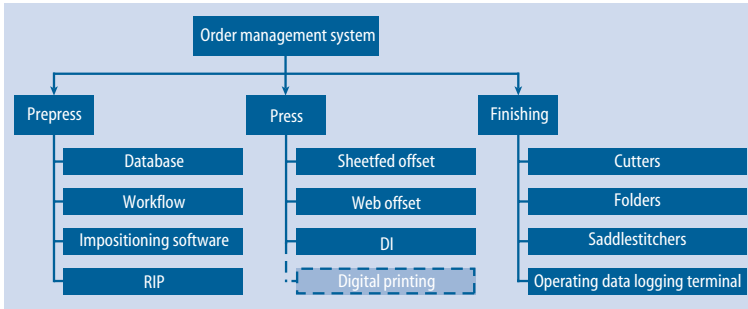 Order management system
Prepress
Press
Finishing
Database
Sheetfed offset
Cutters
Workflow
Web offset
Folders
Impositioning software
DI
Saddlestitchers
RIP
Digital printing
Operating data logging terminal